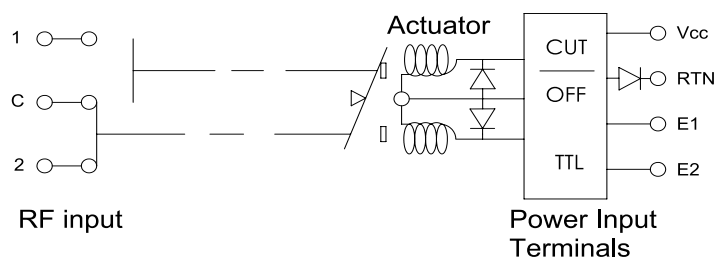 Actuator
1
CUT
Vcc
C
OFF
RTN
E1
2
TTL
E2
RF input
Power Input
Terminals